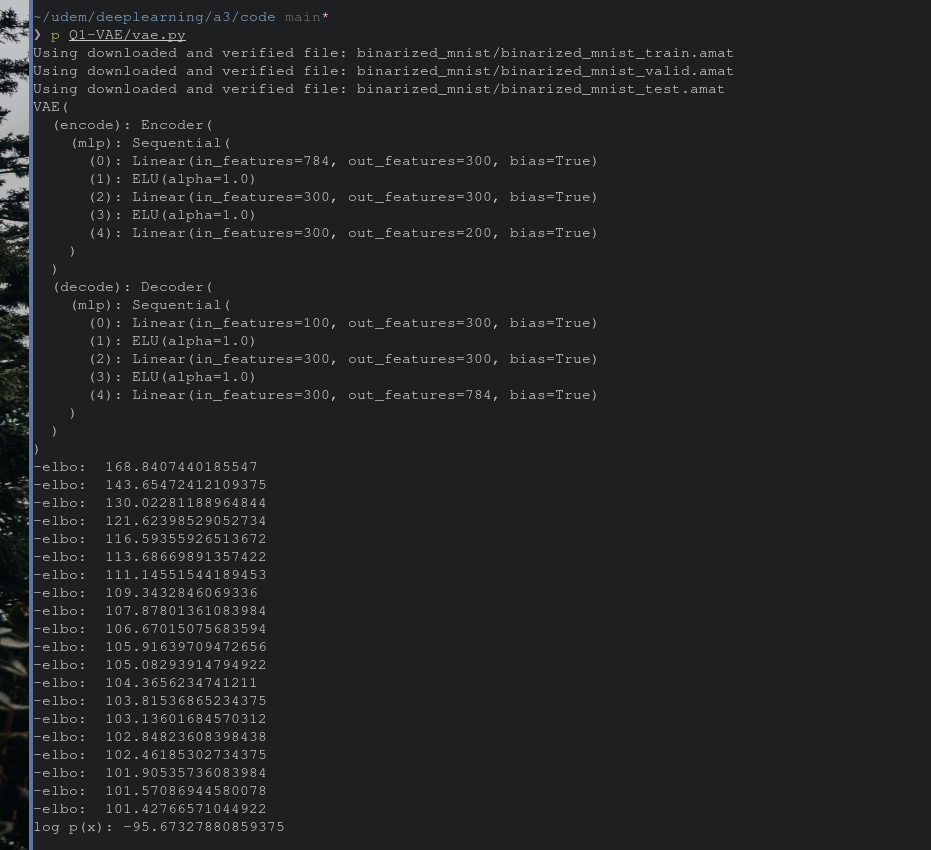 ~/udem/deeplearning/a3/code main*
❯ p Q1-VAE/vae.py
Using downloaded and verified file: binarized_mnist/binarized_mnist_train.amat
Using downloaded and verified file: binarized_mnist/binarized_mnist_valid.amat
Using downloaded and verified file: binarized_mnist/binarized_mnist_test.amat
VAE(
  (encode): Encoder(
    (mlp): Sequential(
      (0): Linear(in_features=784, out_features=300, bias=True)
      (1): ELU(alpha=1.0)
      (2): Linear(in_features=300, out_features=300, bias=True)
      (3): ELU(alpha=1.0)
      (4): Linear(in_features=300, out_features=200, bias=True)
    )
  )
  (decode): Decoder(
    (mlp): Sequential(
      (0): Linear(in_features=100, out_features=300, bias=True)
      (1): ELU(alpha=1.0)
      (2): Linear(in_features=300, out_features=300, bias=True)
      (3): ELU(alpha=1.0)
      (4): Linear(in_features=300, out_features=784, bias=True)
    )
  )
)
-elbo:  168.8407440185547
-elbo:  143.65472412109375
-elbo:  130.02281188964844
-elbo:  121.62398529052734
-elbo:  116.59355926513672
-elbo:  113.68669891357422
-elbo:  111.14551544189453
-elbo:  109.3432846069336
-elbo:  107.87801361083984
-elbo:  106.67015075683594
-elbo:  105.91639709472656
-elbo:  105.08293914794922
-elbo:  104.3656234741211
-elbo:  103.81536865234375
-elbo:  103.13601684570312
-elbo:  102.84823608398438
-elbo:  102.46185302734375
-elbo:  101.90535736083984
-elbo:  101.57086944580078
-elbo:  101.42766571044922
log p(x): -95.67327880859375